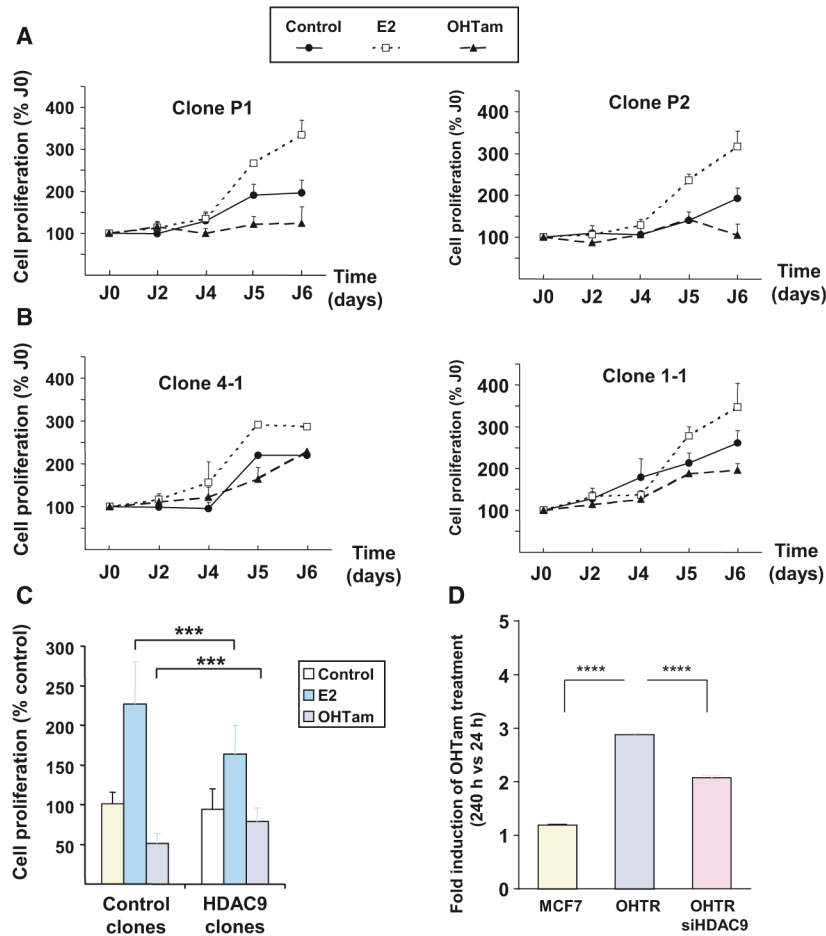 Control E2 OHTam
A
Cell proliferation (% J0)
400
300
200
100
Clone P1
J0 J2 J4 J5 J6
Time
(days)
Cell proliferation (% J0)
400
300
200
100
Clone P2
J0 J2 J4 J5 J6
Time
(days)
B
Cell proliferation (% J0)
400
300
200
100
Clone 4-1
J0 J2 J4 J5 J6
Time
(days)
Cell proliferation (% J0)
400
300
200
100
Clone 1-1
J0 J2 J4 J5 J6
Time
(days)
C
Cell proliferation (% control)
300
250
200
150
100
50
***
***
Control
E2
OHTam
Control
clones
HDAC9
clones
D
Fold induction of OHTam treatment
(240 h vs 24 h)
5
4
3
2
1
0
**** ****
MCF7 OHTR OHTR
siHDAC9